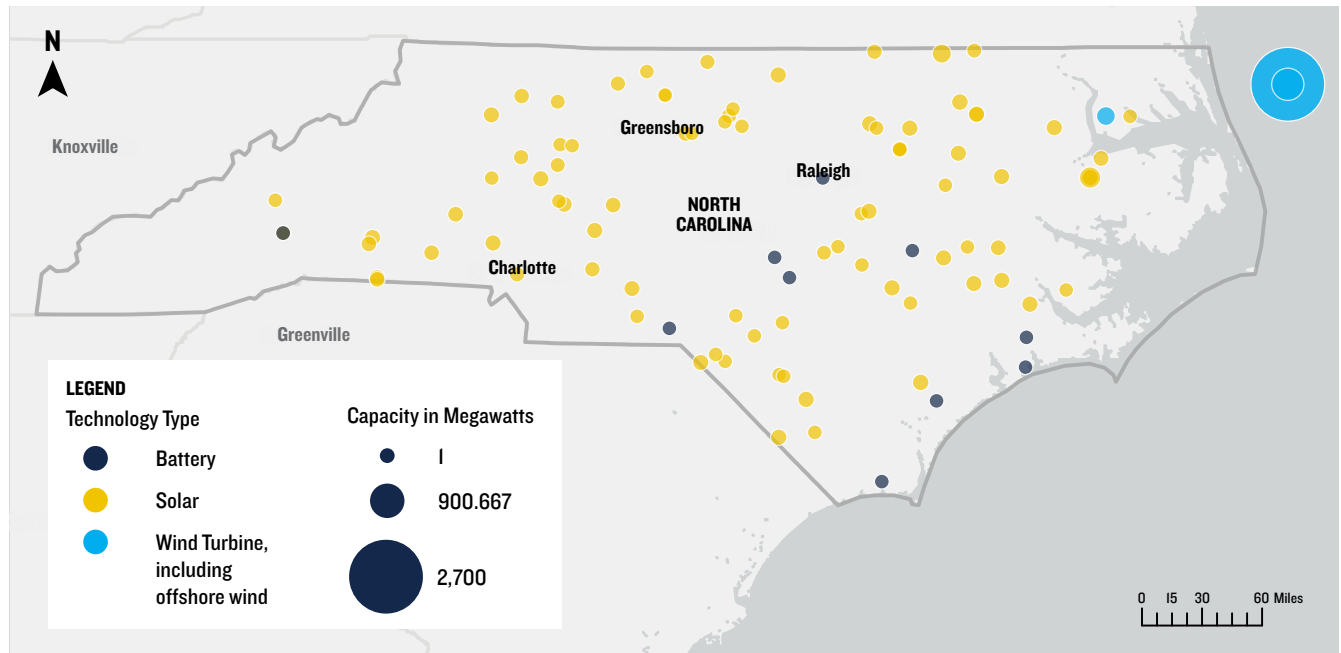 N
Knoxville
Greensboro
Raleigh
NORTH
CAROLINA
Charlotte
Greenville
LEGEND
Technology Type
Battery
Solar
Wind Turbine,
including
offshore wind
Capacity in Megawatts
1
900.667
2,700
0 15 30 60 Miles